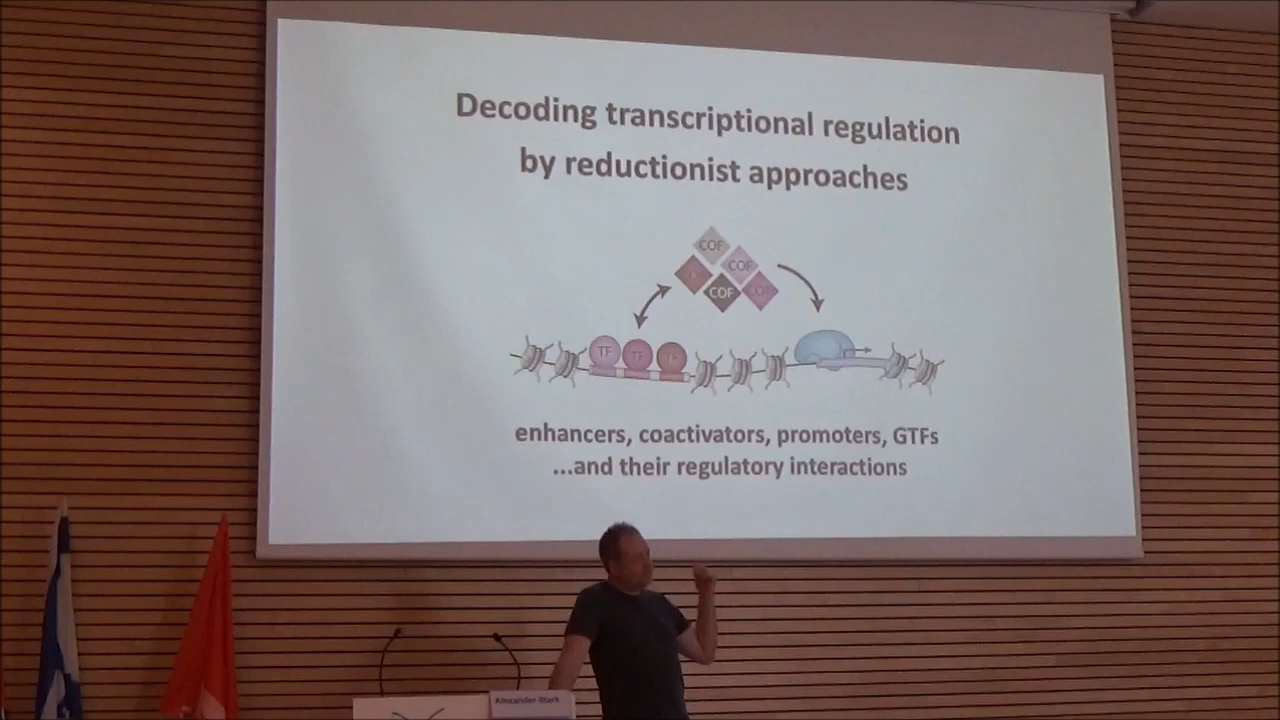 Decoding transcriptional regulation
by reductionist approaches
COF
COF
COF
TF TF TF
enhancers, coactivators, promoters, GTFs
...and their regulatory interactions
Alexander Stark